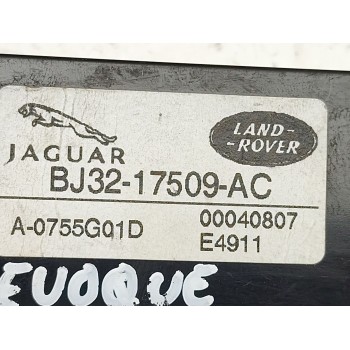 JAGUAR
LAND-
ROVER
BJ32-17509-AC
A-0755G01D
00040807
E4911
EVOQUE